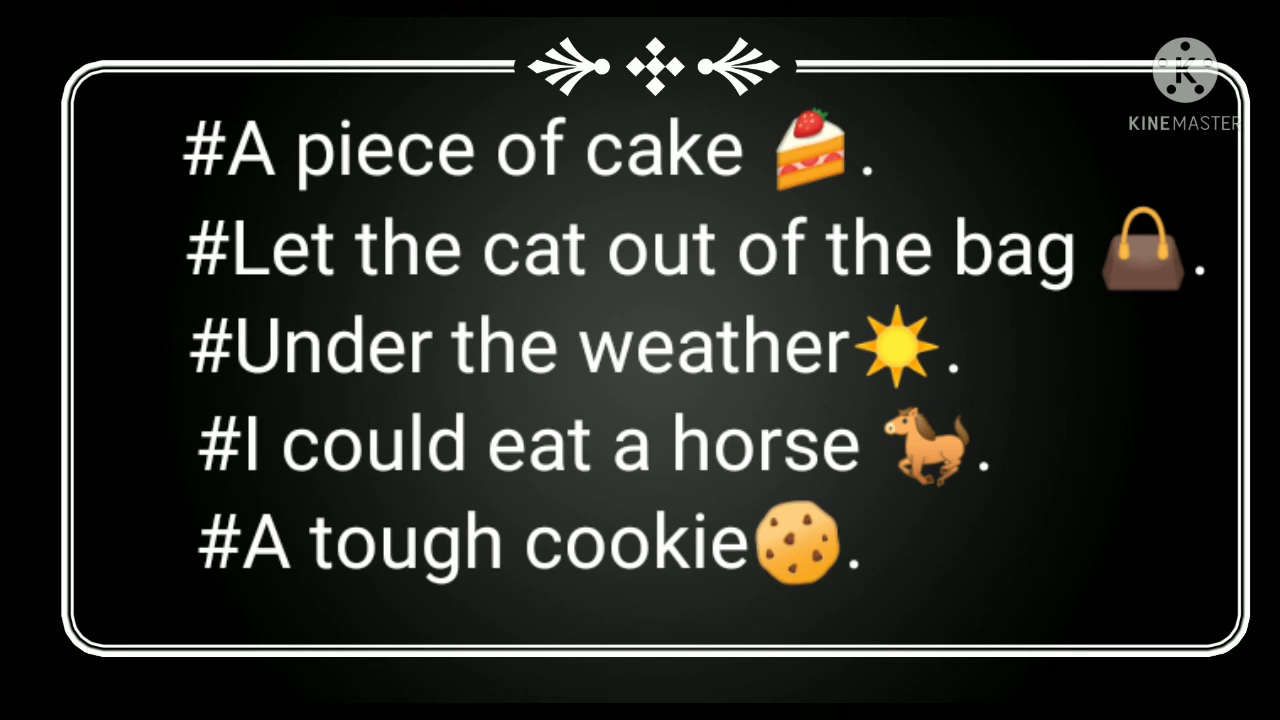 KINEMASTER
#A piece of cake 🍰.
#Let the cat out of the bag 👜.
#Under the weather☀️.
#I could eat a horse 🐎.
#A tough cookie🍪.